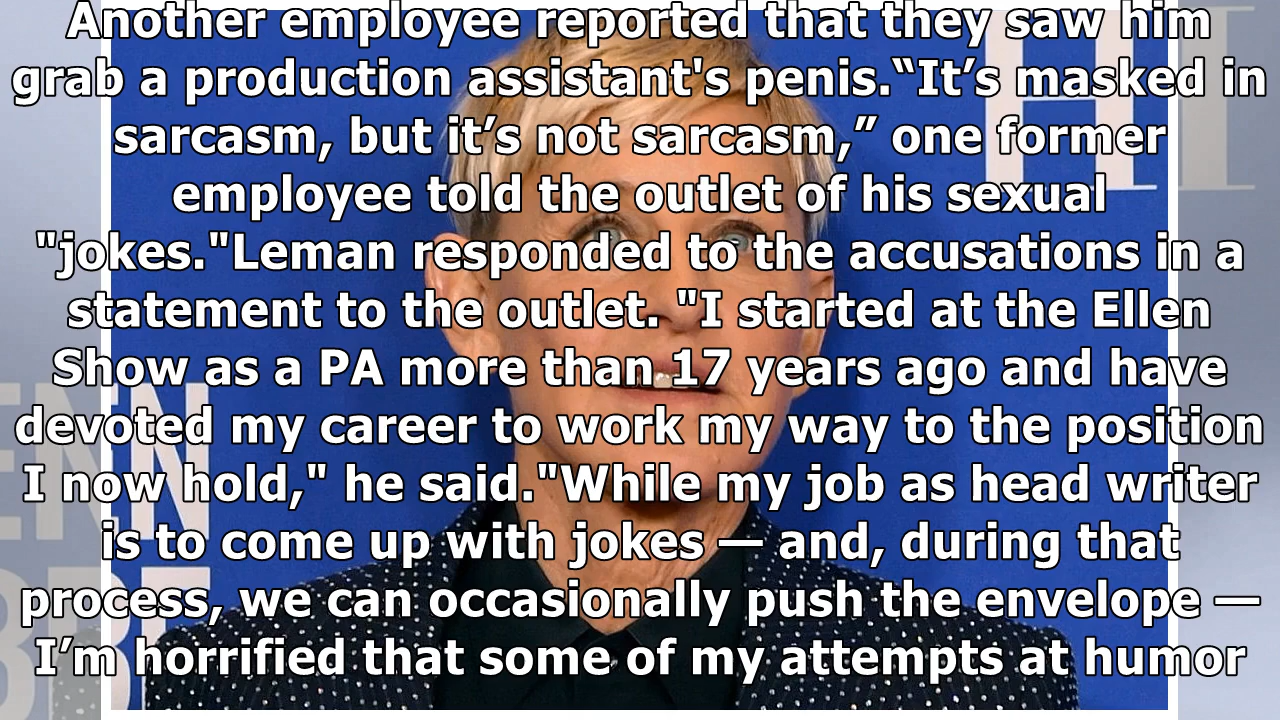 Another employee reported that they saw him
grab a production assistant's penis.“It’s masked in
sarcasm, but it’s not sarcasm,” one former
employee told the outlet of his sexual
"jokes."Leman responded to the accusations in a
statement to the outlet. "I started at the Ellen
Show as a PA more than 17 years ago and have
devoted my career to work my way to the position
I now hold," he said."While my job as head writer
is to come up with jokes — and, during that
process, we can occasionally push the envelope —
I’m horrified that some of my attempts at humor